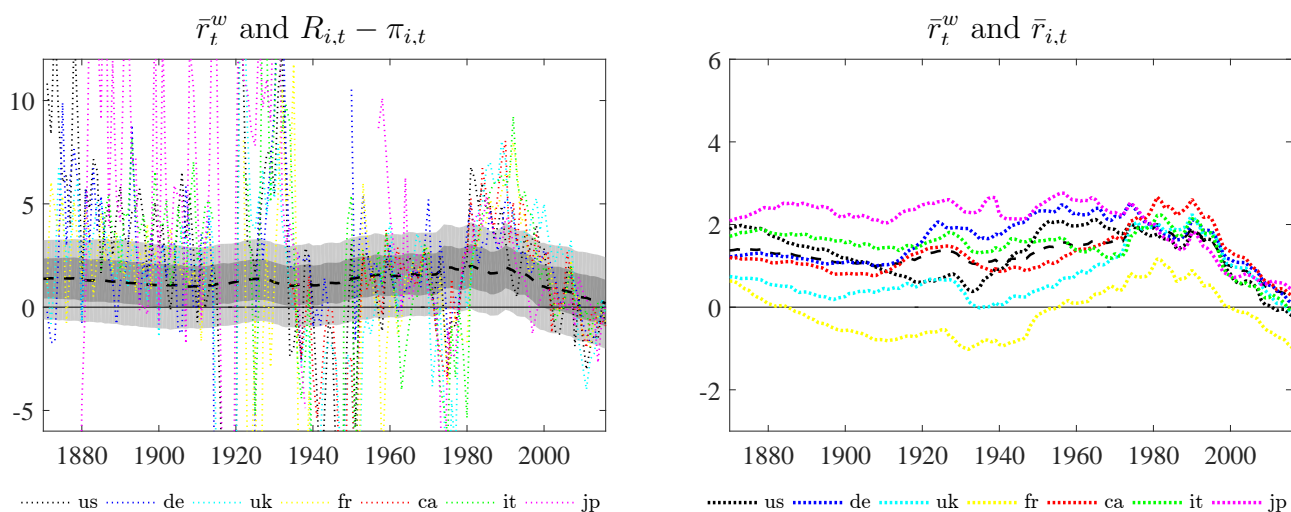 r̄ₜʷ and Rᵢ,ₜ − πᵢ,ₜ
10
5
0
-5
1880 1900 1920 1940 1960 1980 2000
us de uk fr ca it jp
r̄ₜʷ and r̄ᵢ,ₜ
6
4
2
0
-2
1880 1900 1920 1940 1960 1980 2000
us de uk fr ca it jp